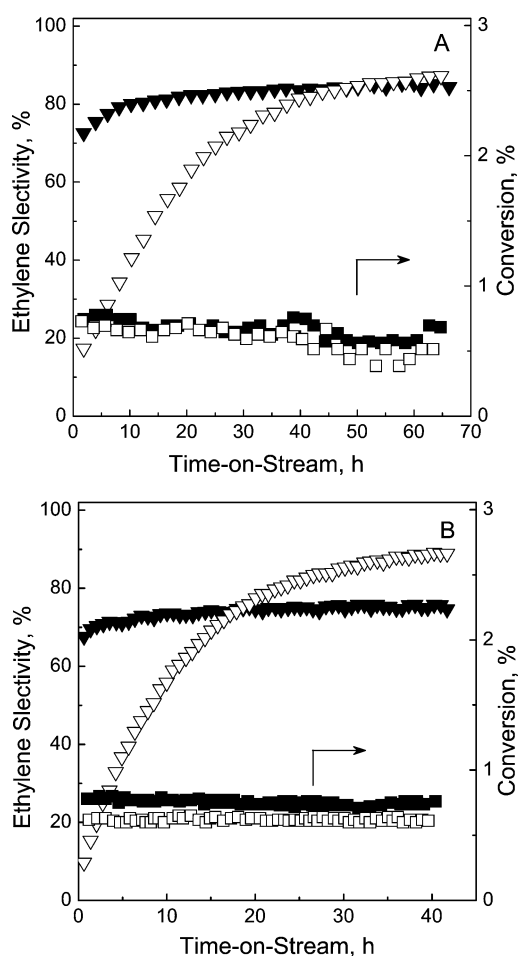 100
80
60
40
20
0
Ethylene Slectivity, %
A
3
2
1
0
Conversion, %
0 10 20 30 40 50 60 70
Time-on-Stream, h
100
80
60
40
20
0
Ethylene Slectivity, %
B
3
2
1
0
Conversion, %
0 10 20 30 40
Time-on-Stream, h